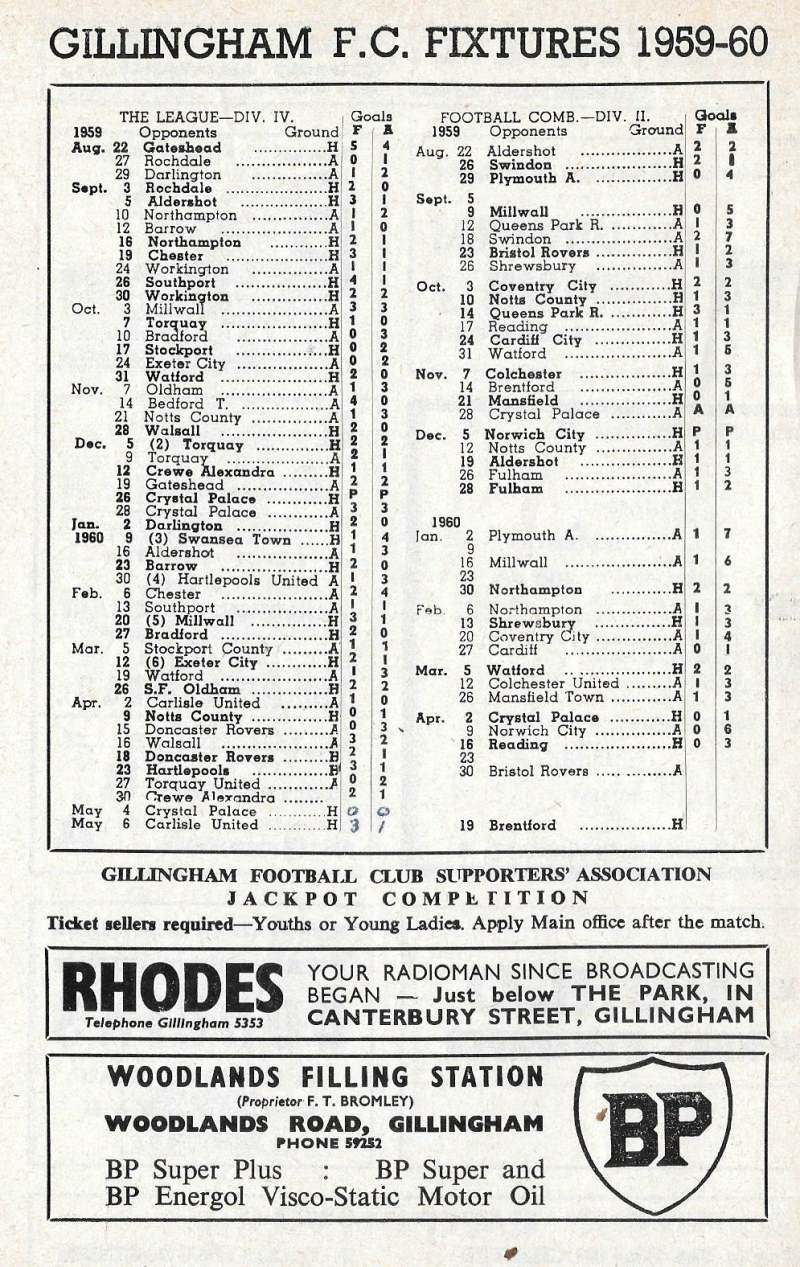 GILLINGHAM F.C. FIXTURES 1959-60
THE LEAGUE—DIV. IV. Goals
1959 Opponents Ground F A
Aug. 22 Gateshead ..............H 5 4
27 Rochdale ..............A 0 1
29 Darlington ..............A 1 2
Sept. 3 Rochdale ..................H 2 0
5 Aldershot ..................H 3 1
10 Northampton ..............A 1 2
12 Barrow ..................A 1 0
16 Northampton ..............H 2 1
19 Chester ..................H 3 1
24 Workington ..............A 1 1
26 Southport ..................H 4 1
30 Workington ..............H 2 2
Oct. 3 Millwall ..................A 3 3
7 Torquay ..................H 1 0
10 Bradford ..................A 0 3
17 Stockport ..................H 0 2
24 Exeter City ..............A 0 2
31 Watford ..................H 2 0
Nov. 7 Oldham ..................A 1 3
14 Bedford T. ..............A 4 0
21 Notts County ............A 1 3
28 Walsall ..................H 2 0
Dec. 5 (2) Torquay ..............H 2 2
9 Torquay ..................A 2 1
12 Crewe Alexandra ........H 1 1
19 Gateshead ..............A 2 2
26 Crystal Palace ............H P P
28 Crystal Palace ............A 3 3
Jan. 2 Darlington ..............H 2 0
1960 9 (3) Swansea Town ......H 1 4
16 Aldershot ..................A 1 3
23 Barrow ..................H 2 0
30 (4) Hartlepools United A 1 3
Feb. 6 Chester ..................A 2 4
13 Southport ..................A 1 1
20 (5) Millwall ..............H 3 1
27 Bradford ..................H 2 0
Mar. 5 Stockport County ........A 1 1
12 (6) Exeter City ............H 2 1
19 Watford ..................A 1 3
26 S.F. Oldham ..............H 2 2
Apr. 2 Carlisle United ........A 1 0
9 Notts County ............H 0 1
15 Doncaster Rovers ........A 0 3
16 Walsall ..................A 3 2
18 Doncaster Rovers ........H 2 1
23 Hartlepools ..............H 3 1
27 Torquay United ............A 0 2
30 Crewe Alexandra ........ 2 1
May 4 Crystal Palace ............H 0 0
May 6 Carlisle United ............H 3 1
FOOTBALL COMB.—DIV. II. Goals
1959 Opponents Ground F A
Aug. 22 Aldershot ..................A 2 2
26 Swindon ..................H 2 1
29 Plymouth A. ..............H 0 4
Sept. 5
9 Millwall ..................H 0 5
12 Queens Park R. ............A 1 3
18 Swindon ..................A 2 7
23 Bristol Rovers ............H 1 2
26 Shrewsbury ..............A 1 3
Oct. 3 Coventry City ............H 2 2
10 Notts County ............H 1 3
14 Queens Park R. ............H 3 1
17 Reading ..................A 1 1
24 Cardiff City ..............H 1 3
31 Watford ..................A 1 5
Nov. 7 Colchester ..............H 1 3
14 Brentford ..................A 0 5
21 Mansfield ..................H 0 1
28 Crystal Palace ............A A A
Dec. 5 Norwich City ..............H P P
12 Notts County ............A 1 1
19 Aldershot ..................H 1 1
26 Fulham ..................A 1 3
28 Fulham ..................H 1 2
1960
Jan. 2 Plymouth A. ..............A 1 7
9
16 Millwall ..................A 1 6
23
30 Northampton ............H 2 2
Feb. 6 Northampton ............A 1 3
13 Shrewsbury ..............H 1 3
20 Coventry City ............A 1 4
27 Cardiff ..................A 0 1
Mar. 5 Watford ..................H 2 2
12 Colchester United ........A 1 3
26 Mansfield Town ..........A 1 3
Apr. 2 Crystal Palace ............H 0 1
9 Norwich City ............A 0 6
16 Reading ..................H 0 3
23
30 Bristol Rovers ..... .........A
19 Brentford ..................H
GILLINGHAM FOOTBALL CLUB SUPPORTERS' ASSOCIATION
JACKPOT COMPETITION
Ticket sellers required—Youths or Young Ladies. Apply Main office after the match.
RHODES
Telephone Gillingham 5353
YOUR RADIOMAN SINCE BROADCASTING
BEGAN — Just below THE PARK, IN
CANTERBURY STREET, GILLINGHAM
WOODLANDS FILLING STATION
(Proprietor F. T. BROMLEY)
WOODLANDS ROAD, GILLINGHAM
PHONE 59252
BP Super Plus : BP Super and
BP Energol Visco-Static Motor Oil
BP